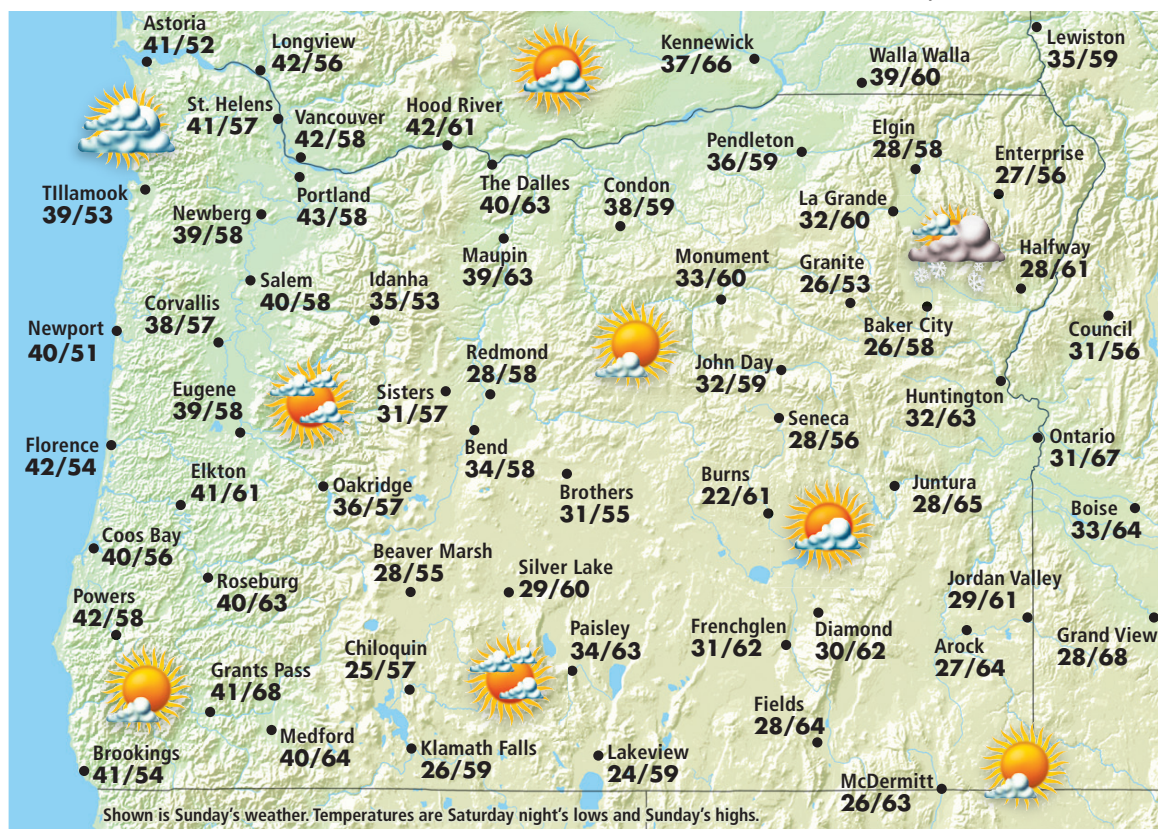 Astoria
41/52
Longview
42/56
Kennewick
37/66
Walla Walla
39/60
Lewiston
35/59
St. Helens
41/57
Vancouver
42/58
Hood River
42/61
Pendleton
36/59
Elgin
28/58
Enterprise
27/56
TIllamook
39/53
Newberg
39/58
Portland
43/58
The Dalles
40/63
Condon
38/59
La Grande
32/60
Salem
40/58
Idanha
35/53
Maupin
39/63
Monument
33/60
Granite
26/53
Halfway
28/61
Newport
40/51
Corvallis
38/57
Baker City
26/58
Council
31/56
Eugene
39/58
Sisters
31/57
Redmond
28/58
John Day
32/59
Huntington
32/63
Florence
42/54
Bend
34/58
Seneca
28/56
Ontario
31/67
Elkton
41/61
Oakridge
36/57
Brothers
31/55
Burns
22/61
Juntura
28/65
Boise
33/64
Coos Bay
40/56
Roseburg
40/63
Beaver Marsh
28/55
Silver Lake
29/60
Jordan Valley
29/61
Powers
42/58
Chiloquin
25/57
Paisley
34/63
Frenchglen
31/62
Diamond
30/62
Arock
27/64
Grand View
28/68
Grants Pass
41/68
Medford
40/64
Klamath Falls
26/59
Lakeview
24/59
Fields
28/64
Brookings
41/54
McDermitt
26/63
Shown is Sunday's weather. Temperatures are Saturday night's lows and Sunday's highs.